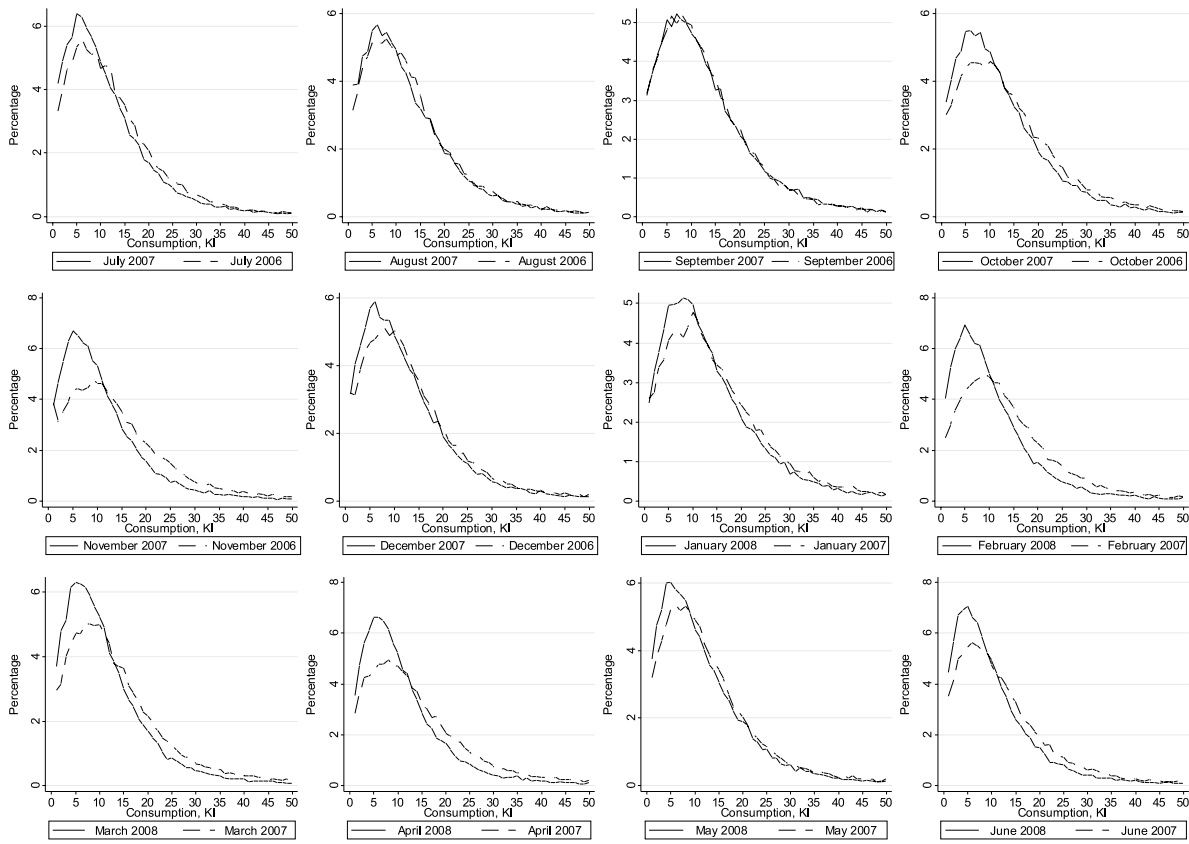 Percentage
0 2 4 6
0 5 10 15 20 25 30 35 40 45 50
Consumption, Kl
July 2007 July 2006
Percentage
0 2 4 6
0 5 10 15 20 25 30 35 40 45 50
Consumption, Kl
August 2007 August 2006
Percentage
0 1 2 3 4 5
0 5 10 15 20 25 30 35 40 45 50
Consumption, Kl
September 2007 September 2006
Percentage
0 2 4 6
0 5 10 15 20 25 30 35 40 45 50
Consumption, Kl
October 2007 October 2006
Percentage
0 2 4 6 8
0 5 10 15 20 25 30 35 40 45 50
Consumption, Kl
November 2007 November 2006
Percentage
0 2 4 6
0 5 10 15 20 25 30 35 40 45 50
Consumption, Kl
December 2007 December 2006
Percentage
0 1 2 3 4 5
0 5 10 15 20 25 30 35 40 45 50
Consumption, Kl
January 2008 January 2007
Percentage
0 2 4 6 8
0 5 10 15 20 25 30 35 40 45 50
Consumption, Kl
February 2008 February 2007
Percentage
0 2 4 6
0 5 10 15 20 25 30 35 40 45 50
Consumption, Kl
March 2008 March 2007
Percentage
0 2 4 6 8
0 5 10 15 20 25 30 35 40 45 50
Consumption, Kl
April 2008 April 2007
Percentage
0 2 4 6
0 5 10 15 20 25 30 35 40 45 50
Consumption, Kl
May 2008 May 2007
Percentage
0 2 4 6 8
0 5 10 15 20 25 30 35 40 45 50
Consumption, Kl
June 2008 June 2007